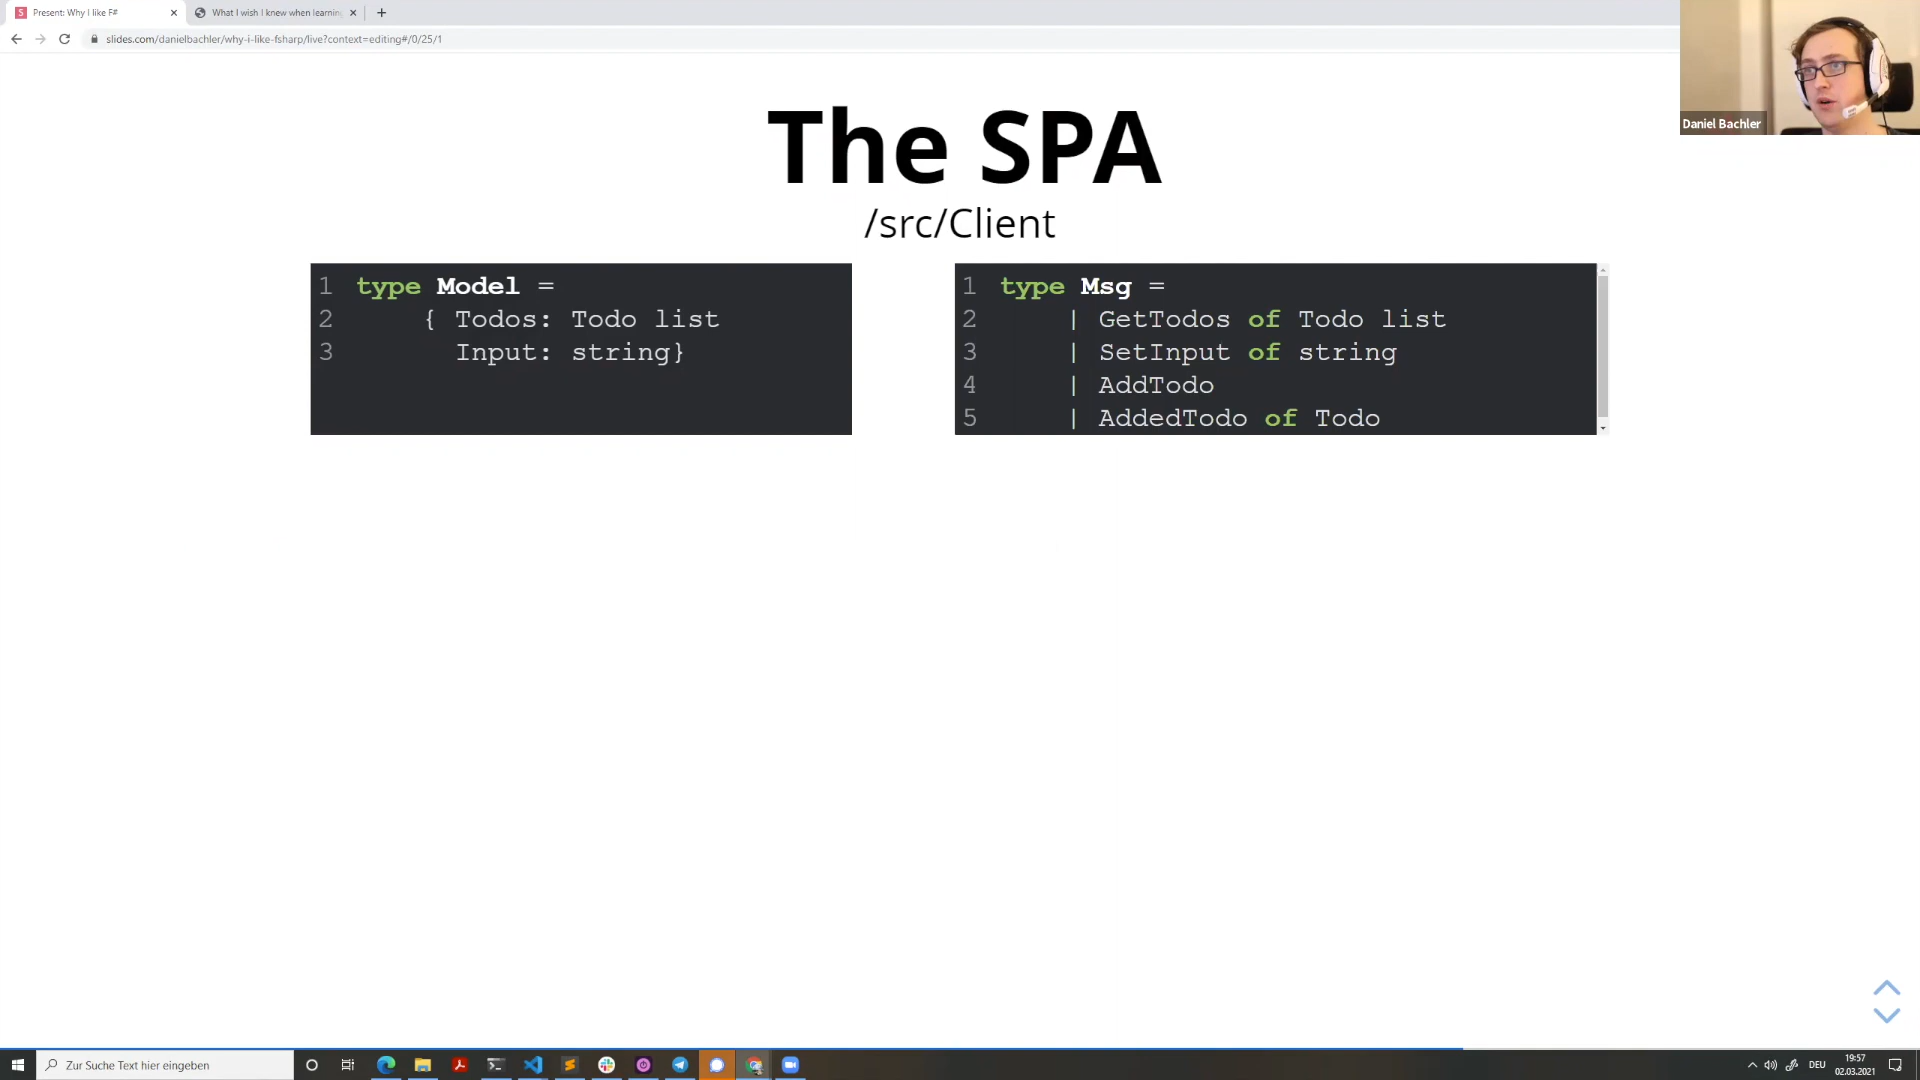 Present: Why I like F#
What I wish I knew when learning
slides.com/danielbachler/why-i-like-fsharp/live?context=editing#/0/25/1
Daniel Bachler
The SPA
/src/Client
1 type Model =
2 { Todos: Todo list
3 Input: string}
1 type Msg =
2 | GetTodos of Todo list
3 | SetInput of string
4 | AddTodo
5 | AddedTodo of Todo
Zur Suche Text hier eingeben
DEU
19:57
02.03.2021